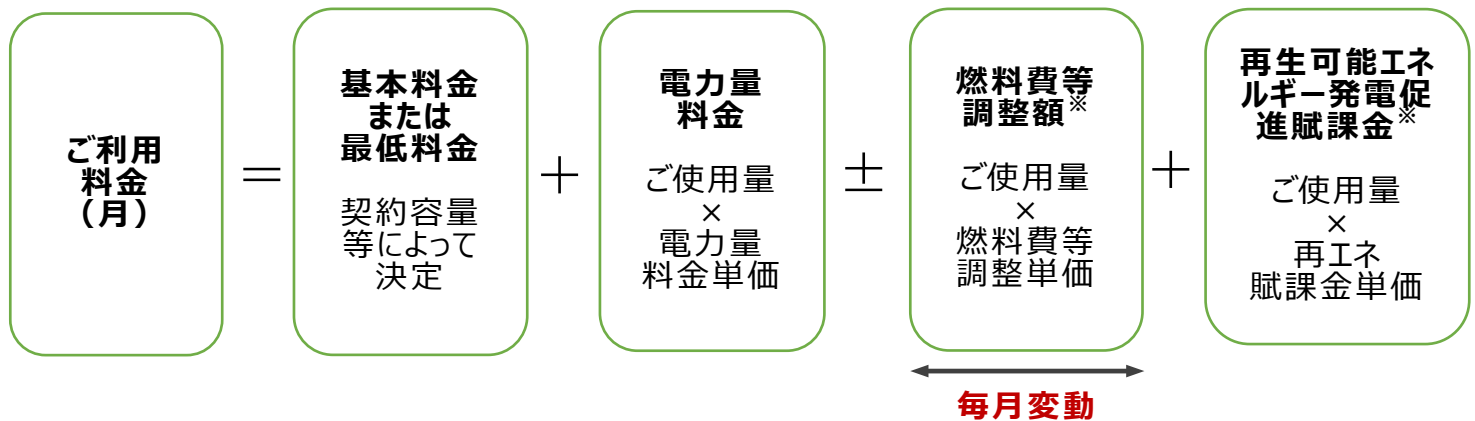 ご利用
料金
（月）
＝
基本料金
または
最低料金
契約容量
等によって
決定
＋
電力量
料金
ご使用量
×
電力量
料金単価
±
燃料費等
調整額※
ご使用量
×
燃料費等
調整単価
＋
再生可能エネ
ルギー発電促
進賦課金※
ご使用量
×
再エネ
賦課金単価
毎月変動